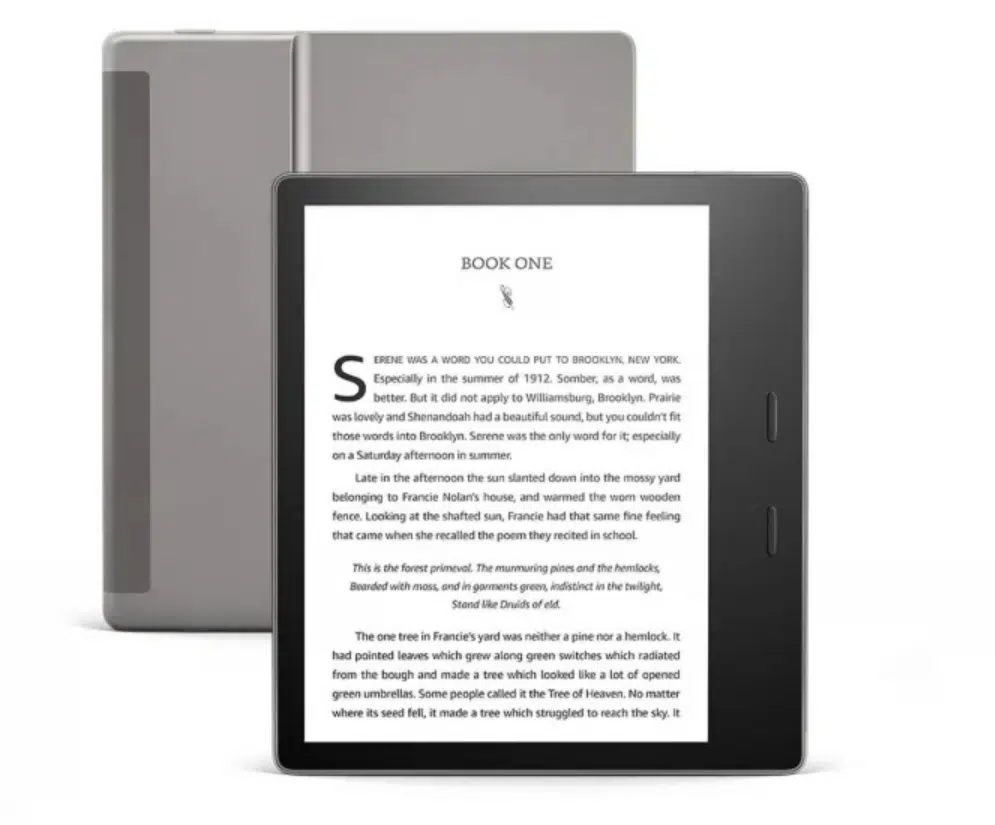 BOOK ONE
SERENE WAS A WORD YOU COULD PUT TO BROOKLYN, NEW YORK.
Especially in the summer of 1912. Somber, as a word, was
better. But it did not apply to Williamsburg, Brooklyn. Prairie
was lovely and Shenandoah had a beautiful sound, but you couldn't fit
those words into Brooklyn. Serene was the only word for it; especially
on a Saturday afternoon in summer.
Late in the afternoon the sun slanted down into the mossy yard
belonging to Francie Nolan's house, and warmed the worn wooden
fence. Looking at the shafted sun, Francie had that same fine feeling
that came when she recalled the poem they recited in school.
This is the forest primeval. The murmuring pines and the hemlocks,
Bearded with moss, and in garments green, indistinct in the twilight,
Stand like Druids of eld.
The one tree in Francie's yard was neither a pine nor a hemlock. It
had pointed leaves which grew along green switches which radiated
from the bough and made a tree which looked like a lot of opened
green umbrellas. Some people called it the Tree of Heaven. No matter
where its seed fell, it made a tree which struggled to reach the sky. It